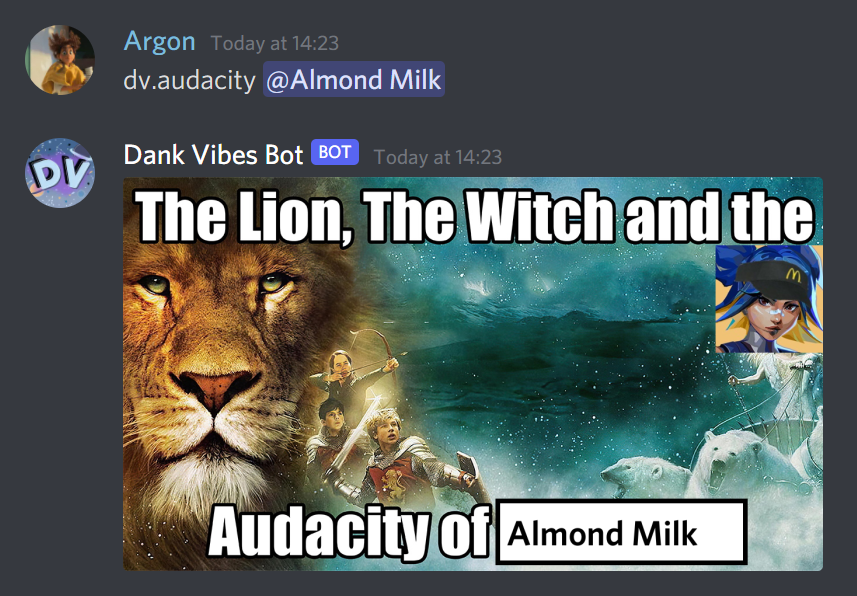 Argon Today at 14:23
dv.audacity @Almond Milk
DV
Dank Vibes Bot BOT Today at 14:23
The Lion, The Witch and the
Audacity of Almond Milk